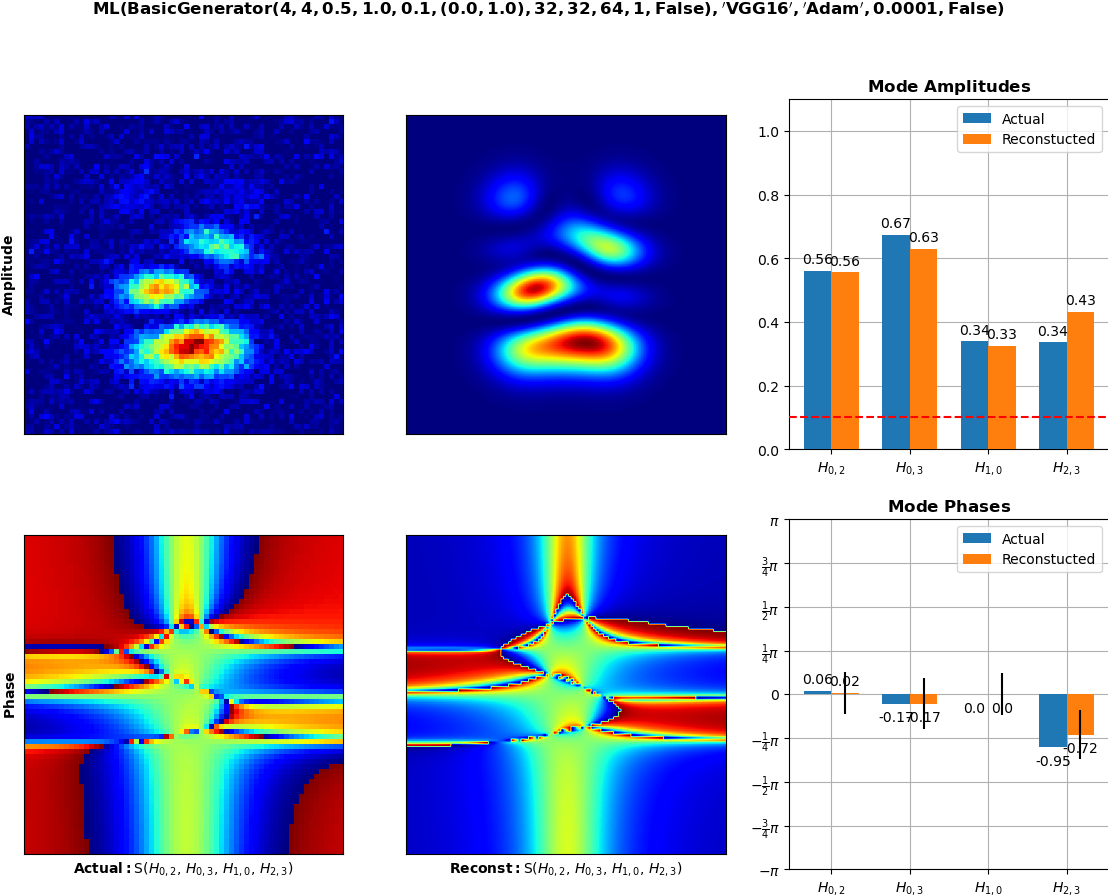 ML(BasicGenerator(4, 4, 0.5, 1.0, 0.1, (0.0, 1.0), 32, 32, 64, 1, False), ′VGG16′, ′Adam′, 0.0001, False)
Amplitude
Mode Amplitudes
Actual
Reconstucted
1.0
0.8
0.6
0.4
0.2
0.0
0.56
0.56
0.67
0.63
0.34
0.33
0.34
0.43
H0,2
H0,3
H1,0
H2,3
Phase
Actual: S(H0,2, H0,3, H1,0, H2,3)
Reconst: S(H0,2, H0,3, H1,0, H2,3)
Mode Phases
Actual
Reconstucted
π
3/4π
1/2π
1/4π
0
−1/4π
−1/2π
−3/4π
−π
0.06
0.02
-0.17
-0.17
0.0
0.0
-0.95
-0.72
H0,2
H0,3
H1,0
H2,3